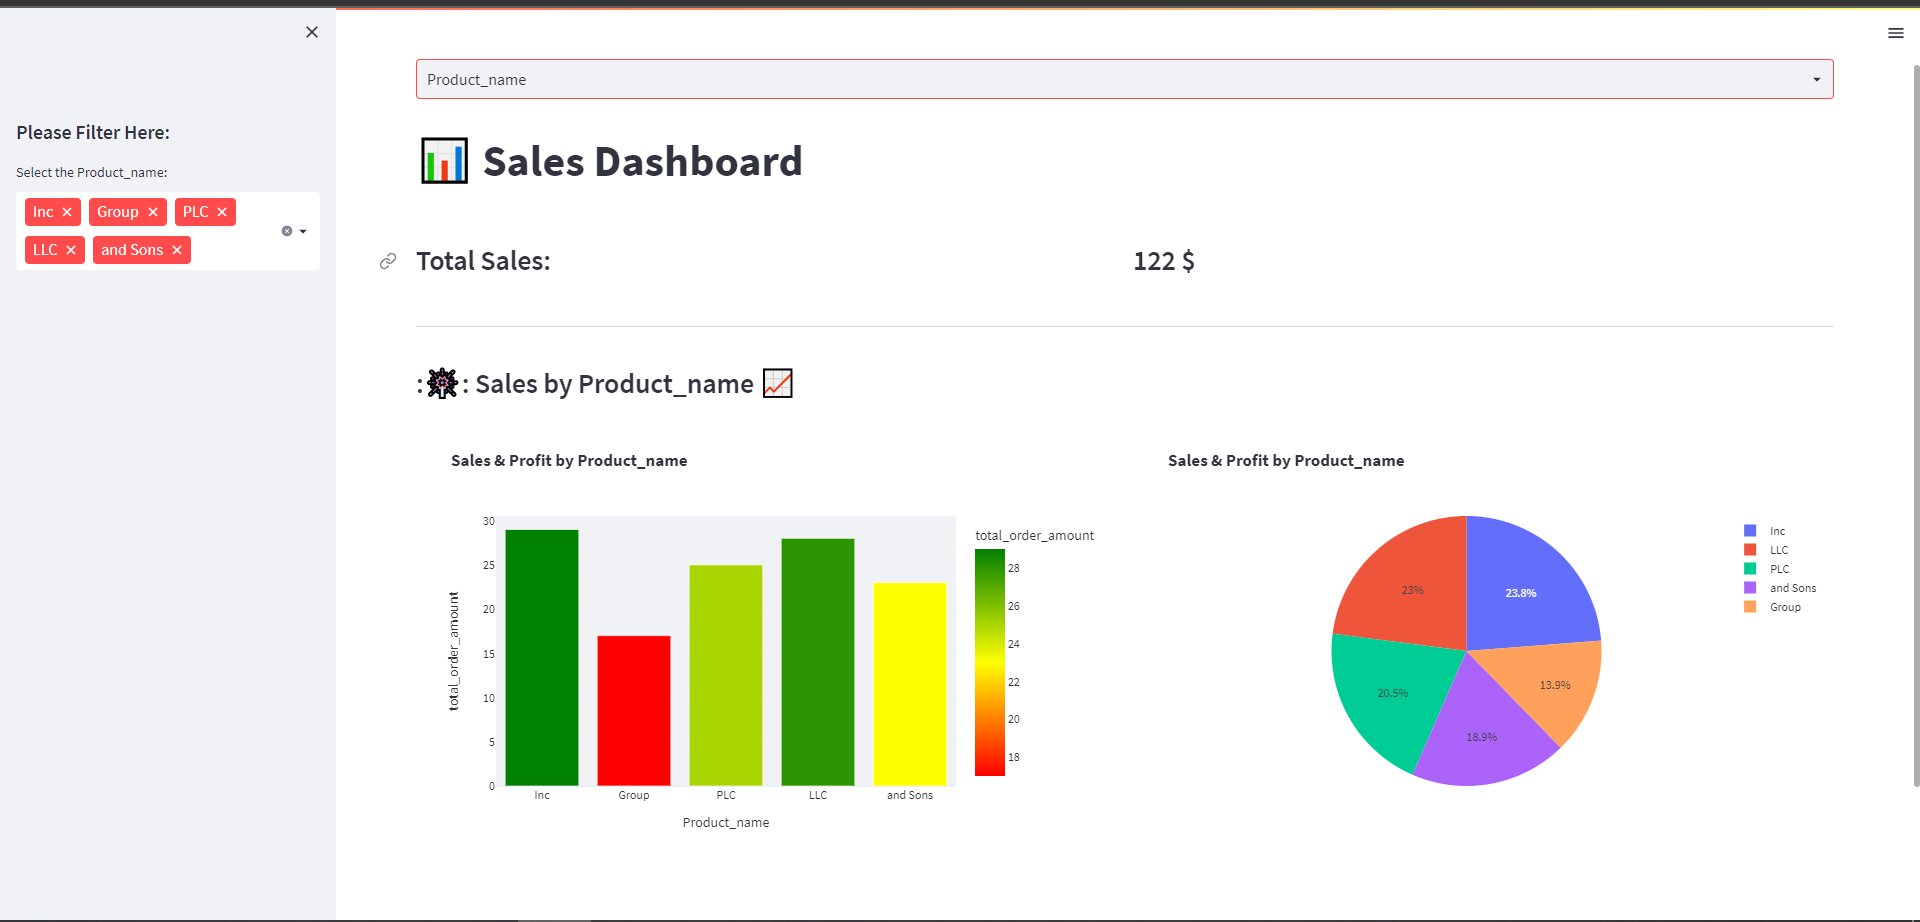 Please Filter Here:
Select the Product_name:
Inc Group PLC
LLC and Sons
Product_name
Sales Dashboard
Total Sales: 122 $
: : Sales by Product_name
Sales & Profit by Product_name
30
25
20
15
10
5
0
total_order_amount
Inc Group PLC LLC and Sons
Product_name
total_order_amount
28
26
24
22
20
18
Sales & Profit by Product_name
23.8%
23%
20.5%
18.9%
13.9%
Inc
LLC
PLC
and Sons
Group